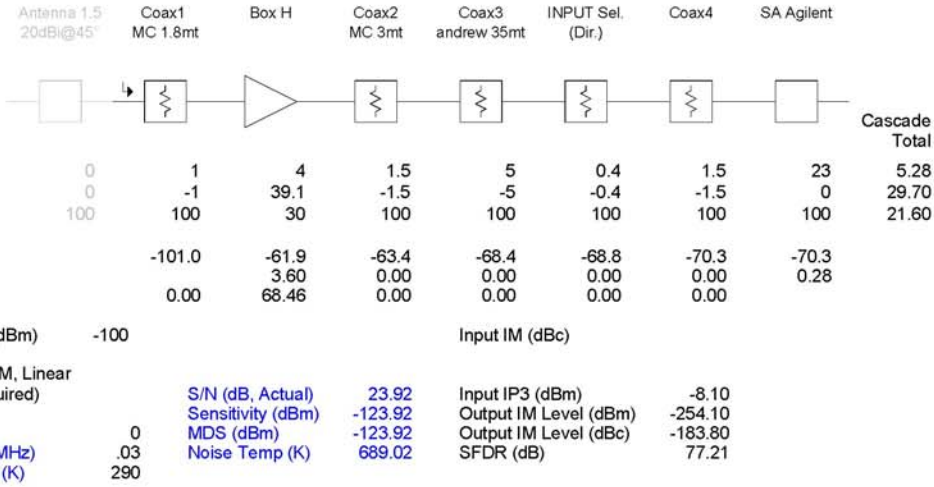 Antenna 1.5 Coax1 Box H Coax2 Coax3 INPUT Sel. Coax4 SA Agilent
20dBi@45° MC 1.8mt MC 3mt andrew 35mt (Dir.)
Cascade
Total
0 1 4 1.5 5 0.4 1.5 23 5.28
0 -1 39.1 -1.5 -5 -0.4 -1.5 0 29.70
100 100 30 100 100 100 100 100 21.60
-101.0 -61.9 -63.4 -68.4 -68.8 -70.3 -70.3
3.60 0.00 0.00 0.00 0.00 0.28
0.00 68.46 0.00 0.00 0.00 0.00
dBm) -100 Input IM (dBc)
M, Linear
uired) S/N (dB, Actual) 23.92 Input IP3 (dBm) -8.10
Sensitivity (dBm) -123.92 Output IM Level (dBm) -254.10
0 MDS (dBm) -123.92 Output IM Level (dBc) -183.80
MHz) .03 Noise Temp (K) 689.02 SFDR (dB) 77.21
(K) 290